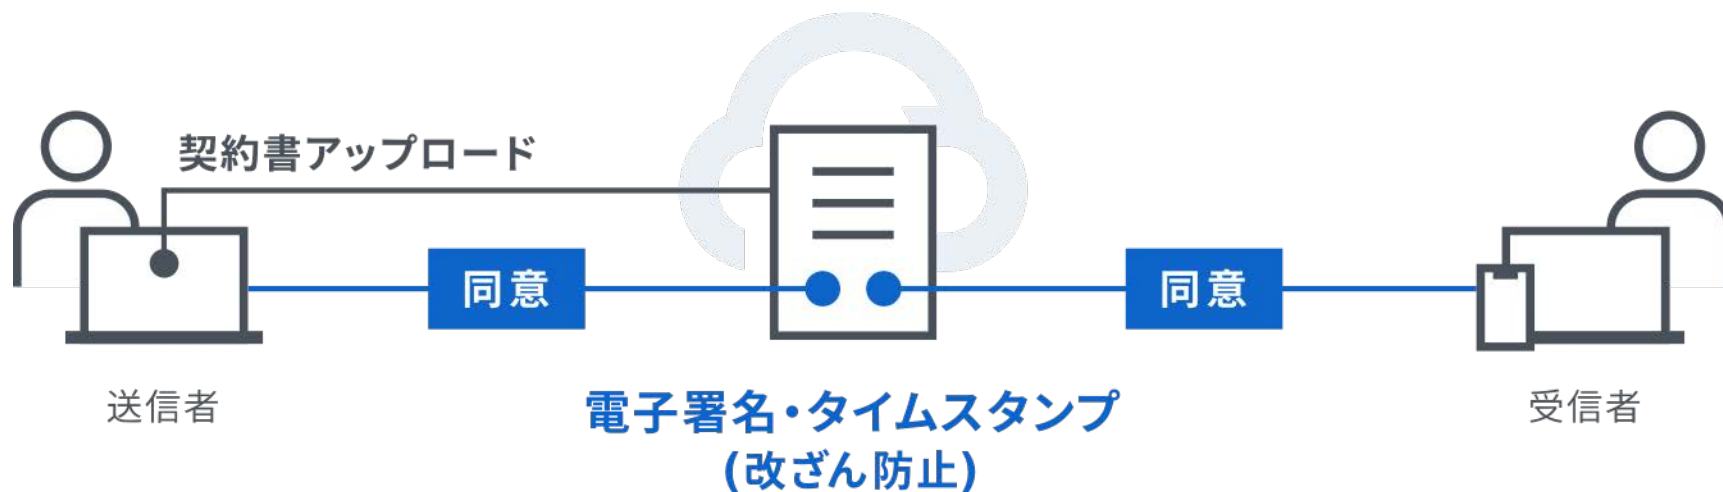 契約書アップロード
同意
同意
送信者
電子署名・タイムスタンプ
(改ざん防止)
受信者